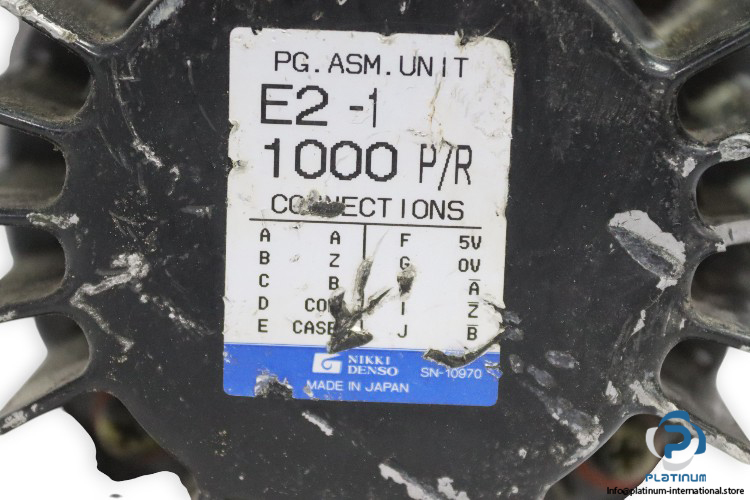 PG. ASM. UNIT
E2 -1
1000 P/R
CONNECTIONS
A A F 5V
B Z G 0V
C B A̅
D I Z̅
E CASE J B̅
NIKKI
DENSO
SN-10970
MADE IN JAPAN
PLATINUM
Info@platinum-international.store